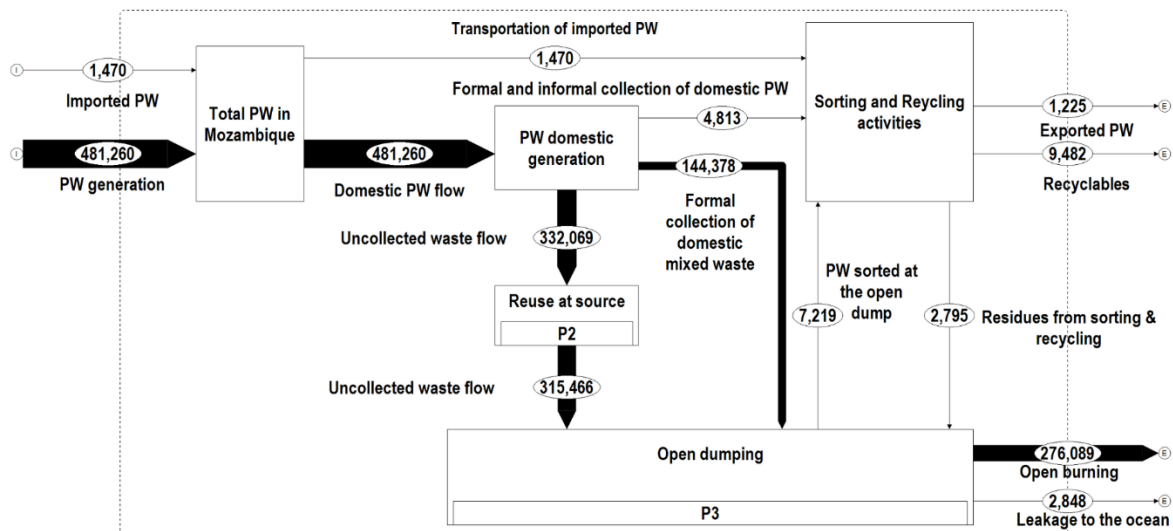 I
1,470
Imported PW
I
481,260
PW generation
Total PW in
Mozambique
Transportation of imported PW
1,470
481,260
Domestic PW flow
Formal and informal collection of domestic PW
4,813
PW domestic
generation
144,378
Formal
collection of
domestic
mixed waste
Sorting and Reycling
activities
1,225
E
Exported PW
9,482
E
Recyclables
Uncollected waste flow
332,069
Reuse at source
P2
Uncollected waste flow
315,466
PW sorted at
the open
dump
7,219
2,795
Residues from sorting &
recycling
Open dumping
P3
276,089
E
Open burning
2,848
E
Leakage to the ocean